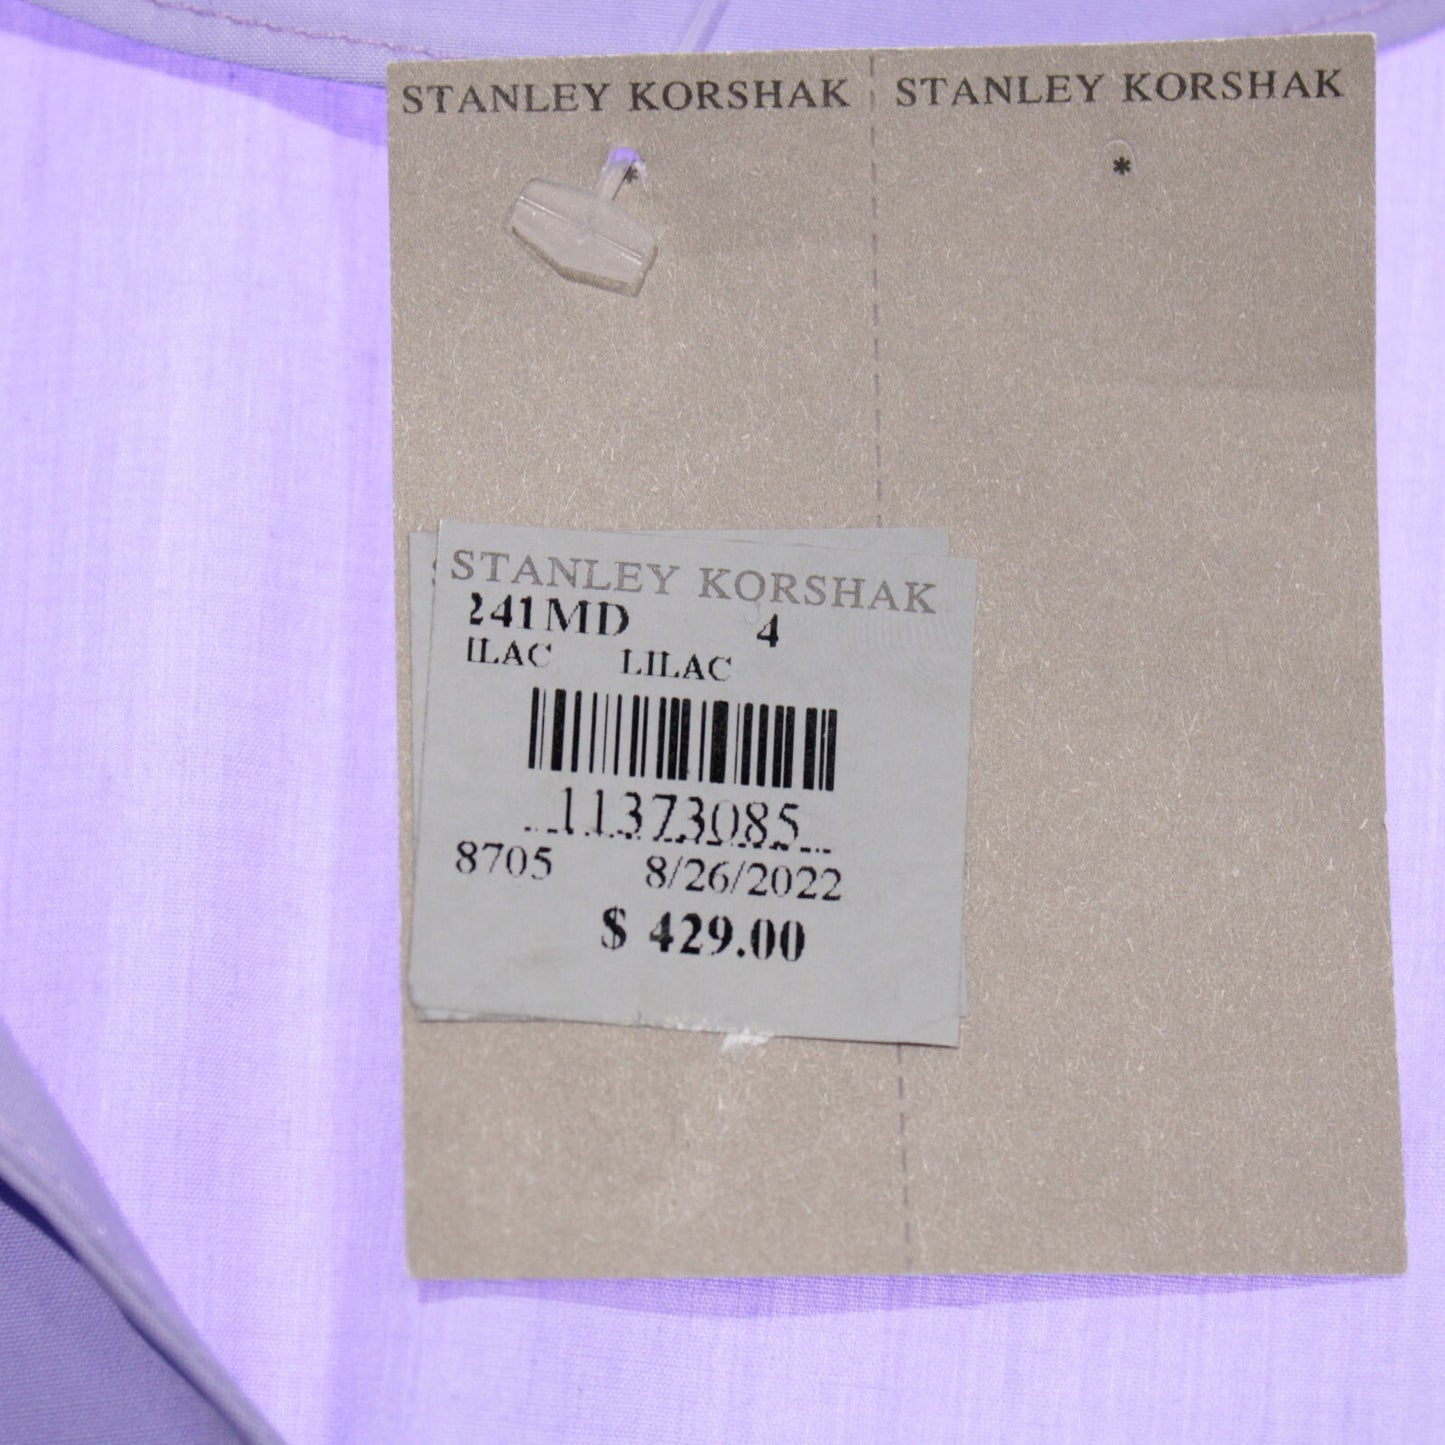 STANLEY KORSHAK STANLEY KORSHAK
* *
STANLEY KORSHAK
241MD 4
ILAC LILAC
11373085
8705 8/26/2022
$ 429.00